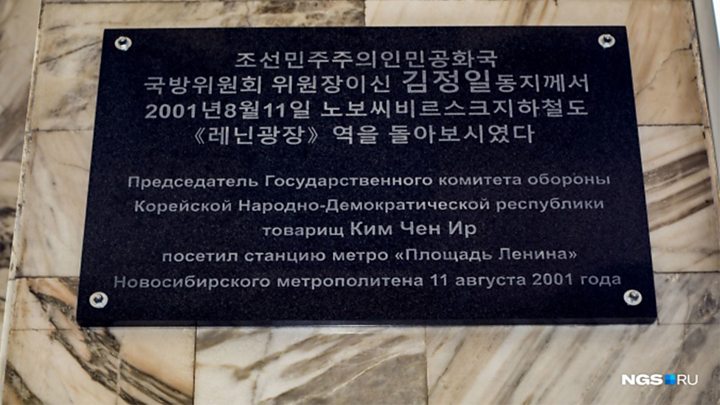 조선민주주의인민공화국
국방위원회 위원장이신 김정일동지께서
2001년8월11일 노보씨비르스크지하철도
《레닌광장》 역을 돌아보시였다
Председатель Государственного комитета обороны
Корейской Народно-Демократической республики
товарищ Ким Чен Ир
посетил станцию метро «Площадь Ленина»
Новосибирского метрополитена 11 августа 2001 года
NGS RU